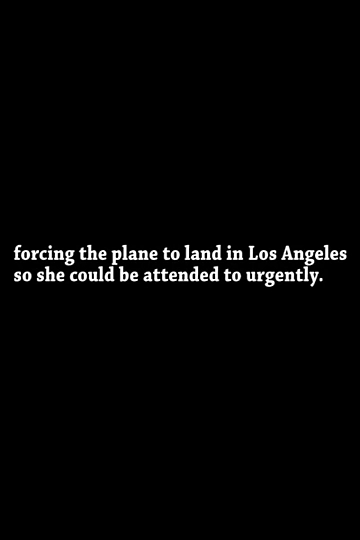 forcing the plane to land in Los Angeles
so she could be attended to urgently.